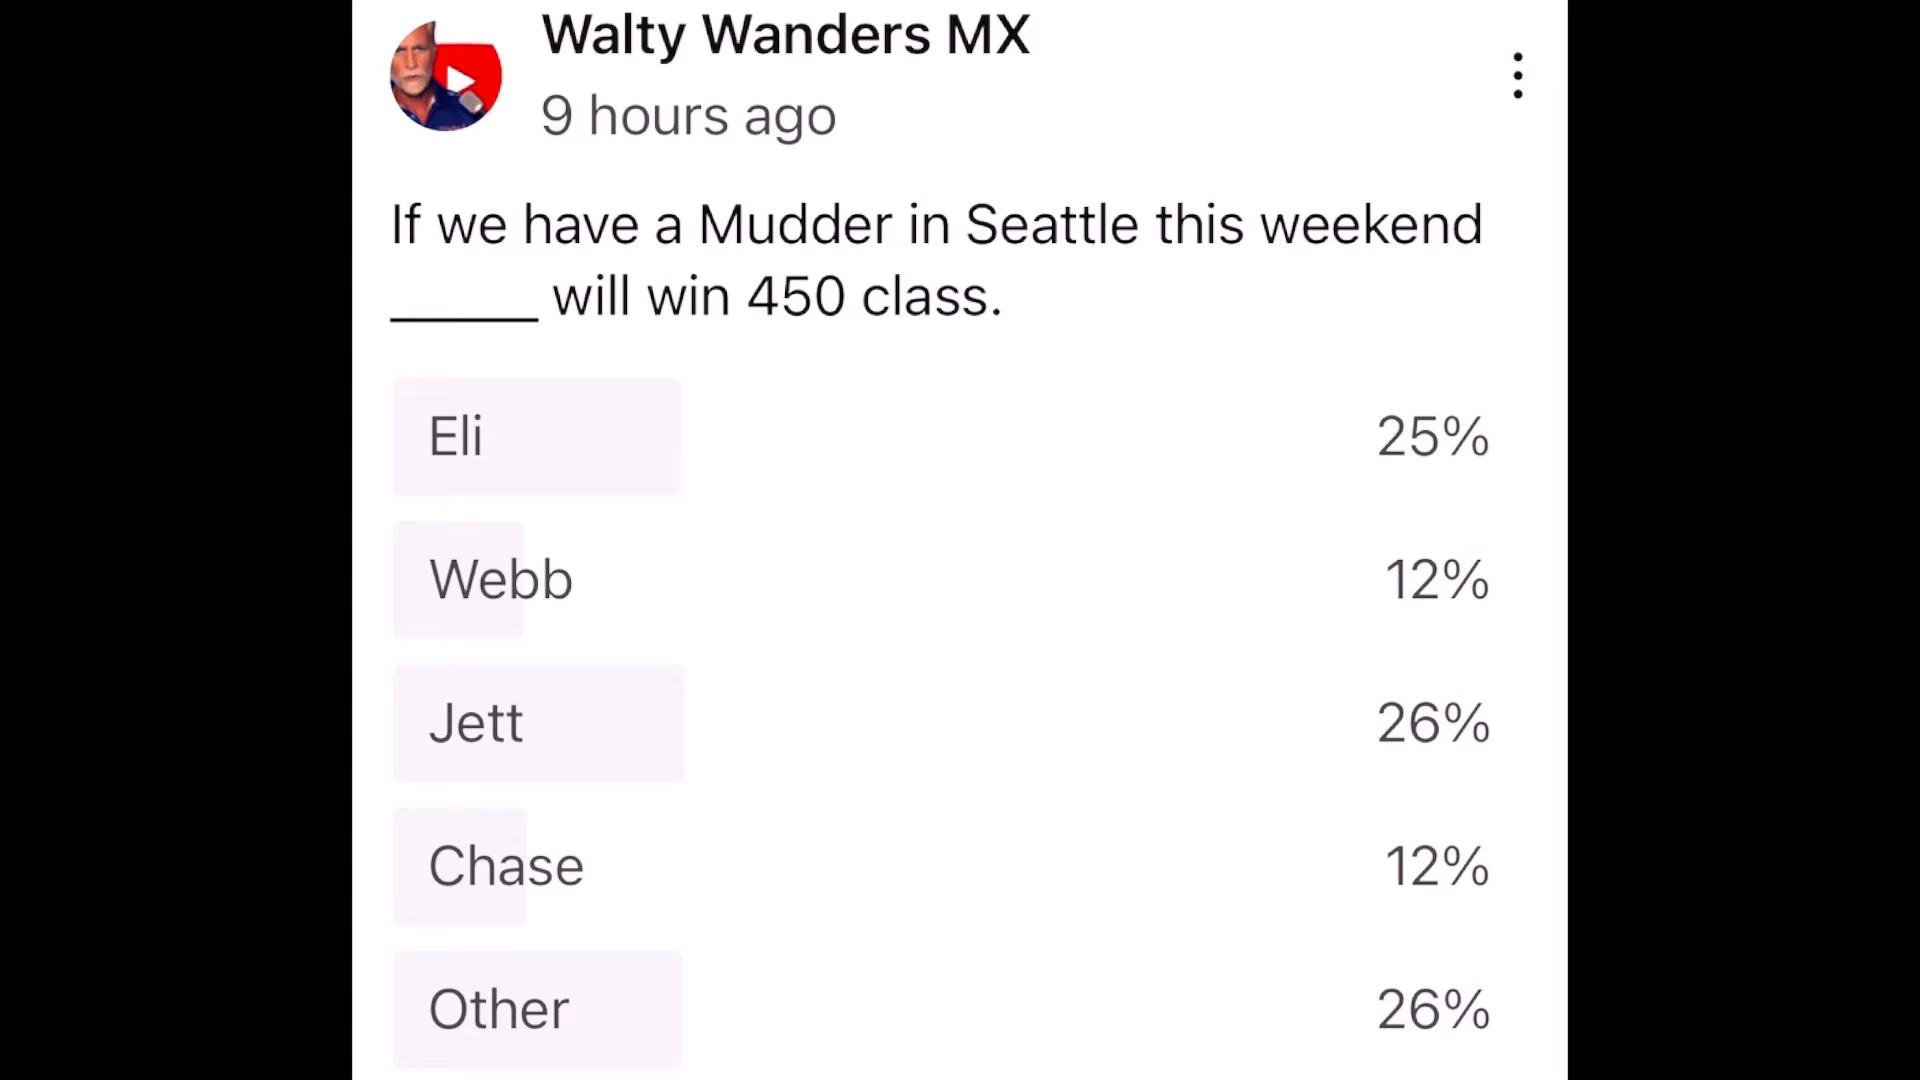 Walty Wanders MX
9 hours ago
If we have a Mudder in Seattle this weekend
______ will win 450 class.
Eli 25%
Webb 12%
Jett 26%
Chase 12%
Other 26%